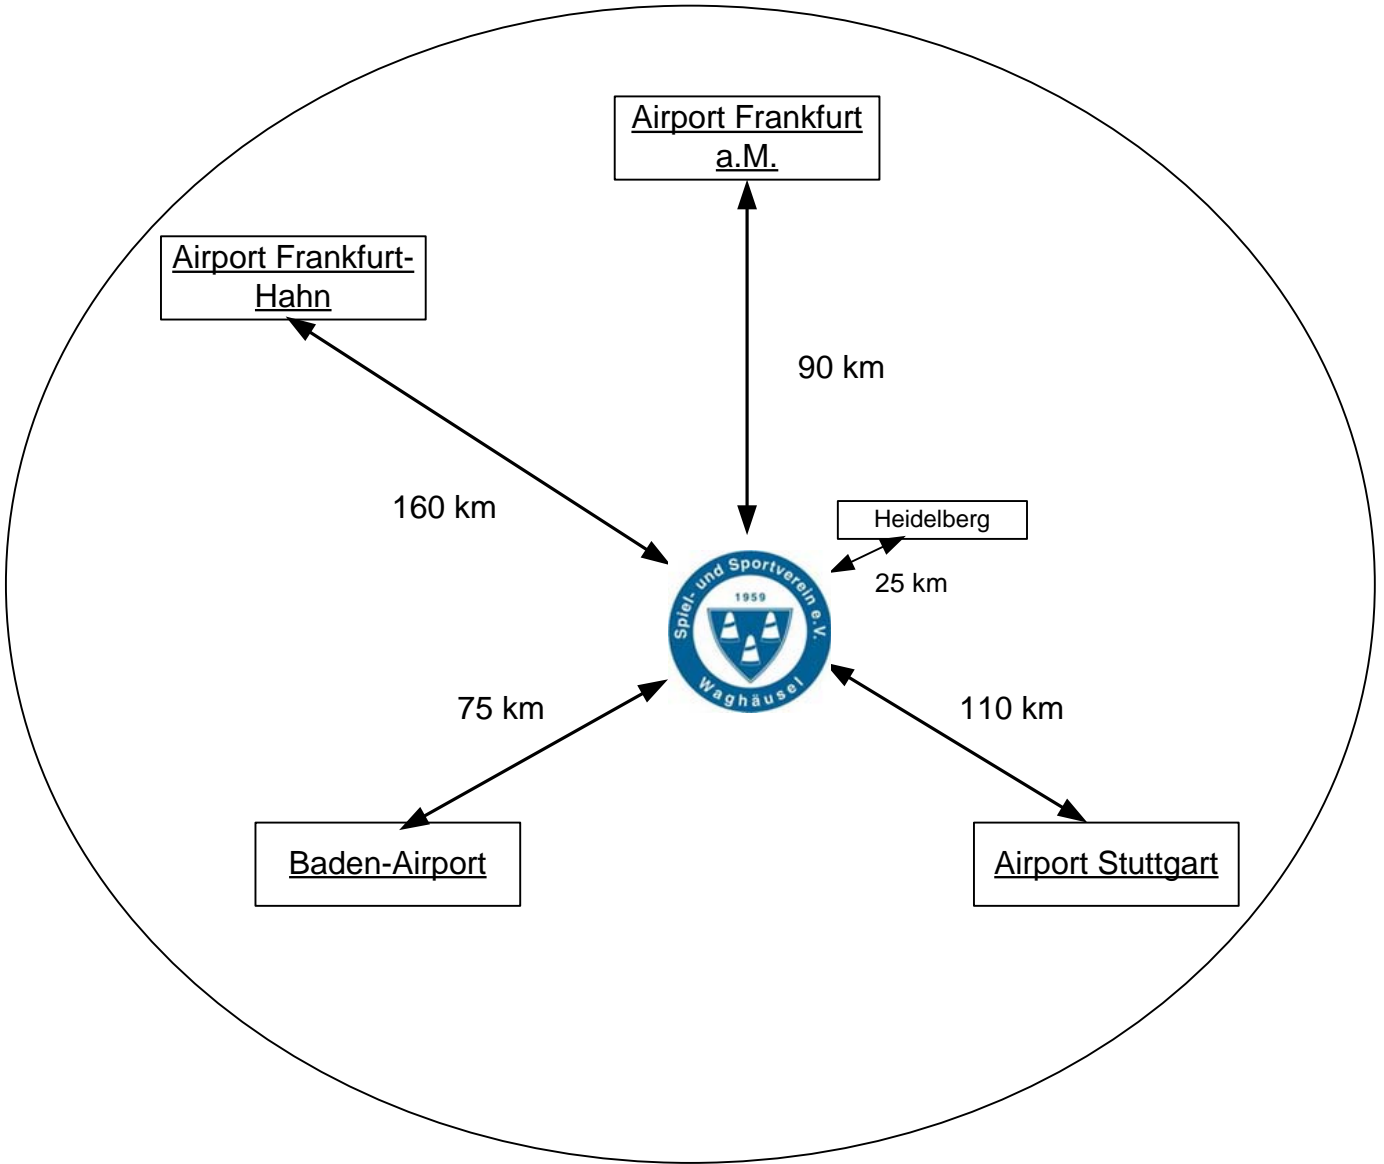 Airport Frankfurt
a.M.
Airport Frankfurt-
Hahn
90 km
160 km
Heidelberg
25 km
Spiel- und Sportverein e.V.
1959
Waghäusel
75 km
110 km
Baden-Airport
Airport Stuttgart